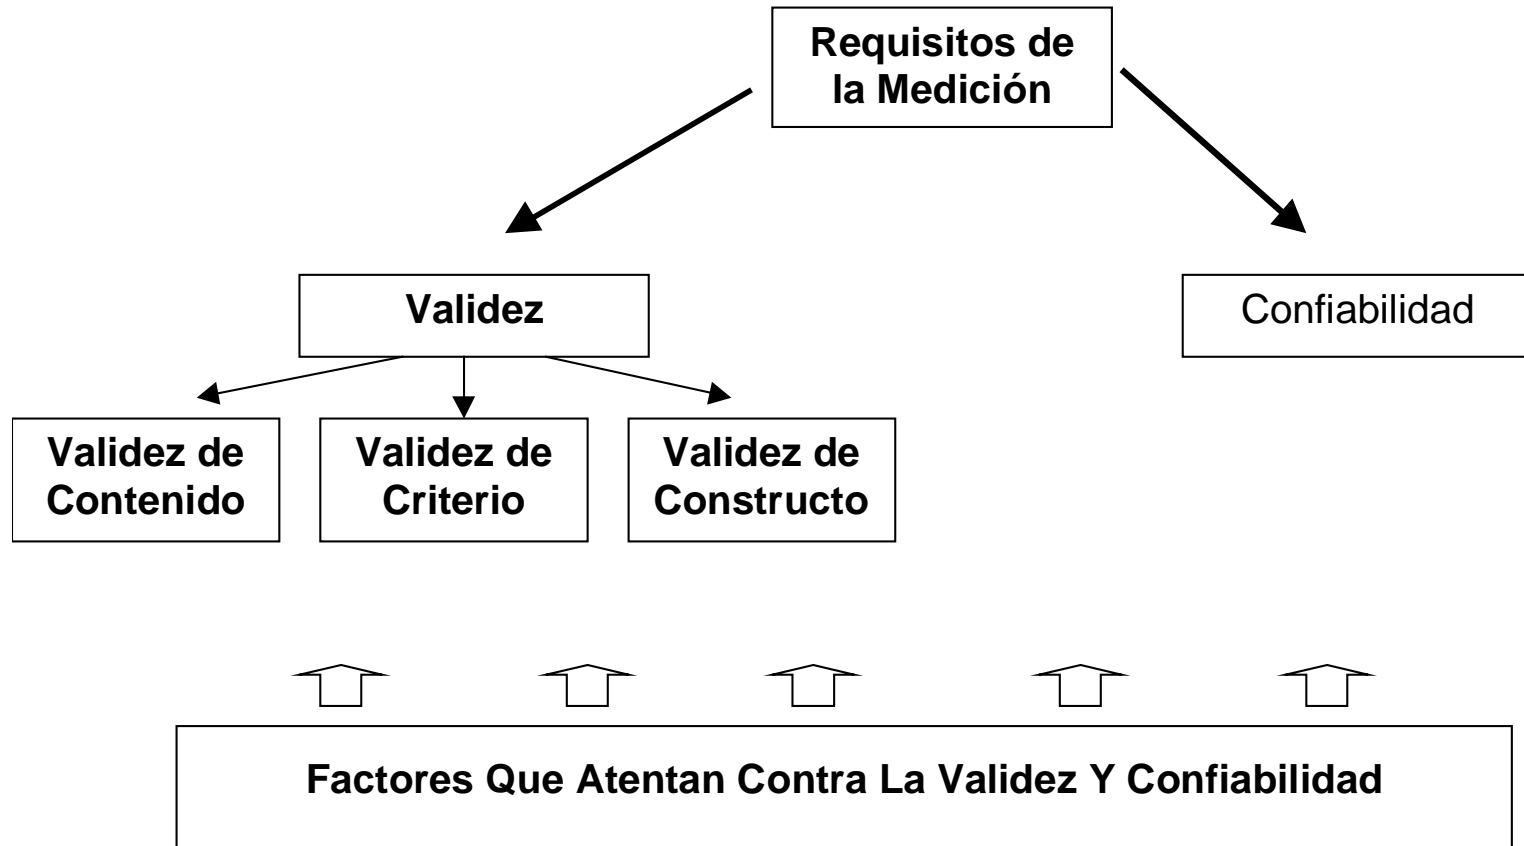 Requisitos de
la Medición
Validez
Confiabilidad
Validez de
Contenido
Validez de
Criterio
Validez de
Constructo
Factores Que Atentan Contra La Validez Y Confiabilidad